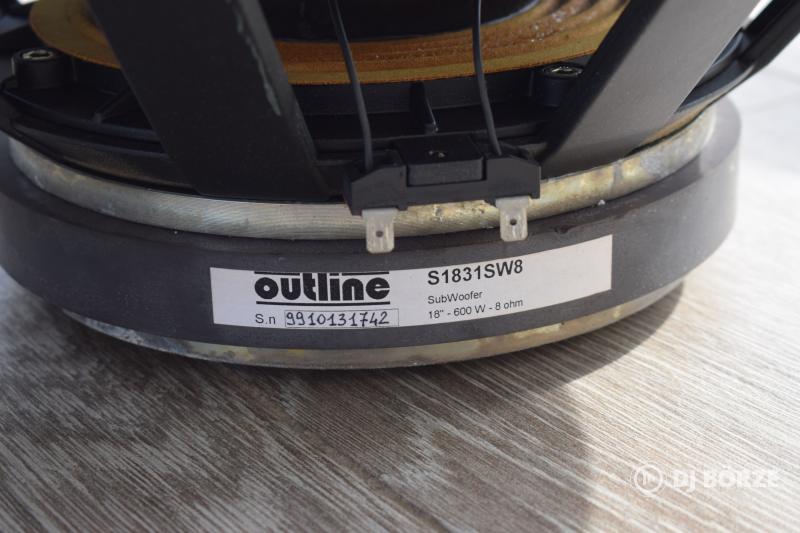 outline
S.n 9910131742
S1831SW8
SubWoofer
18" - 600 W - 8 ohm
DJ BÖRZE